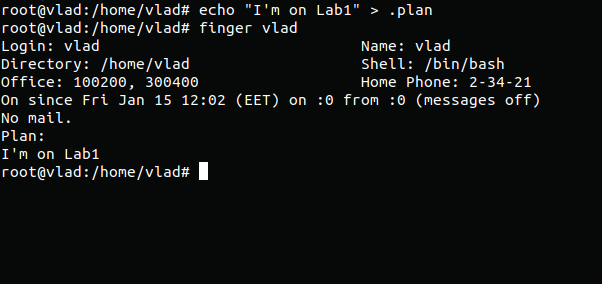 root@vlad:/home/vlad# echo "I'm on Lab1" > .plan
root@vlad:/home/vlad# finger vlad
Login: vlad                             Name: vlad
Directory: /home/vlad                   Shell: /bin/bash
Office: 100200, 300400                  Home Phone: 2-34-21
On since Fri Jan 15 12:02 (EET) on :0 from :0 (messages off)
No mail.
Plan:
I'm on Lab1
root@vlad:/home/vlad#